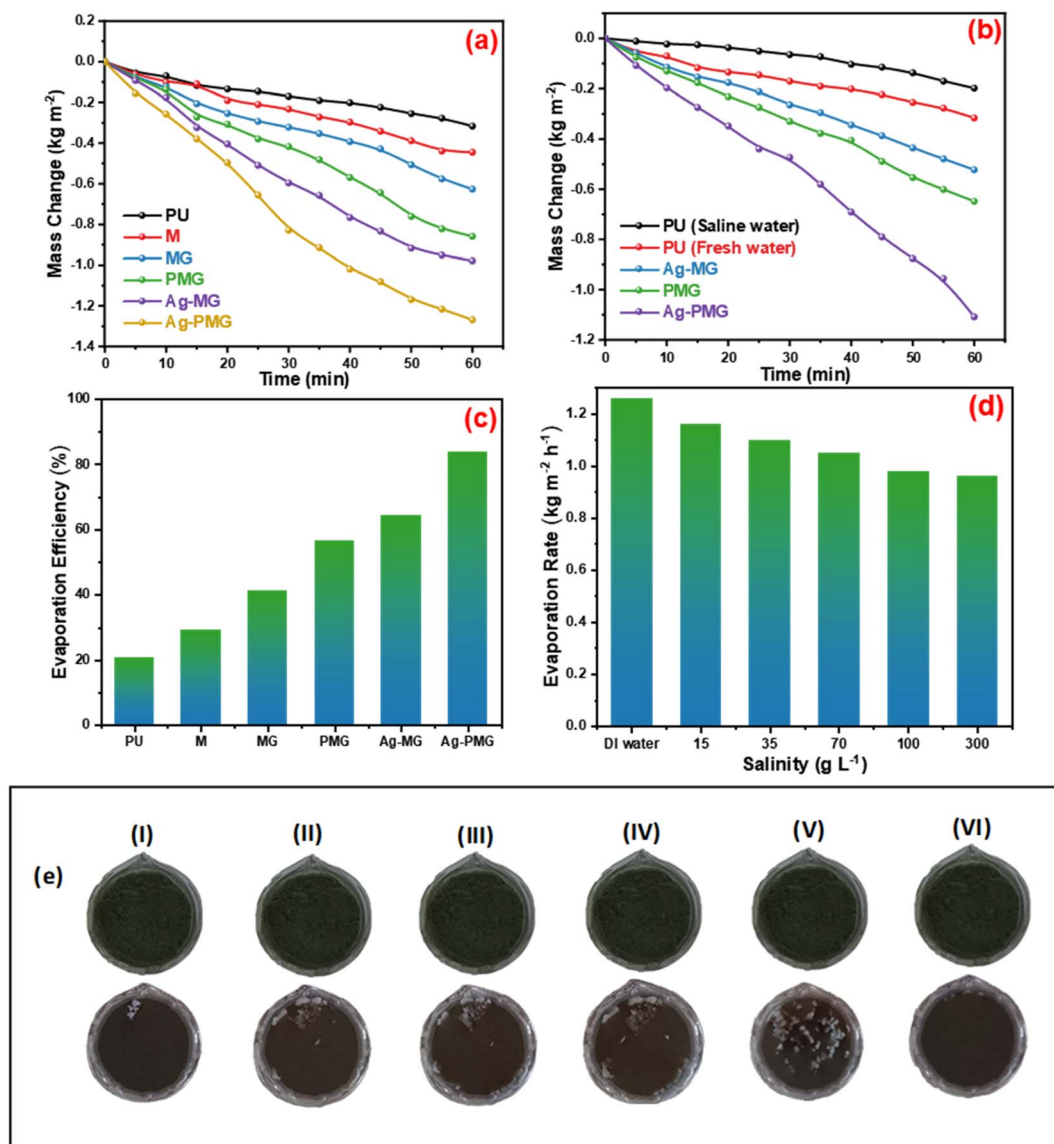 (a)
0.2
0.0
-0.2
-0.4
-0.6
-0.8
-1.0
-1.2
-1.4
Mass Change (kg m-2)
PU
M
MG
PMG
Ag-MG
Ag-PMG
0 10 20 30 40 50 60
Time (min)
(b)
0.0
-0.2
-0.4
-0.6
-0.8
-1.0
-1.2
Mass Change (kg m-2)
PU (Saline water)
PU (Fresh water)
Ag-MG
PMG
Ag-PMG
0 10 20 30 40 50 60
Time (min)
(c)
100
80
60
40
20
0
Evaporation Efficiency (%)
PU M MG PMG Ag-MG Ag-PMG
(d)
1.2
1.0
0.8
0.6
0.4
0.2
0.0
Evaporation Rate (kg m-2 h-1)
DI water 15 35 70 100 300
Salinity (g L-1)
(I) (II) (III) (IV) (V) (VI)
(e)